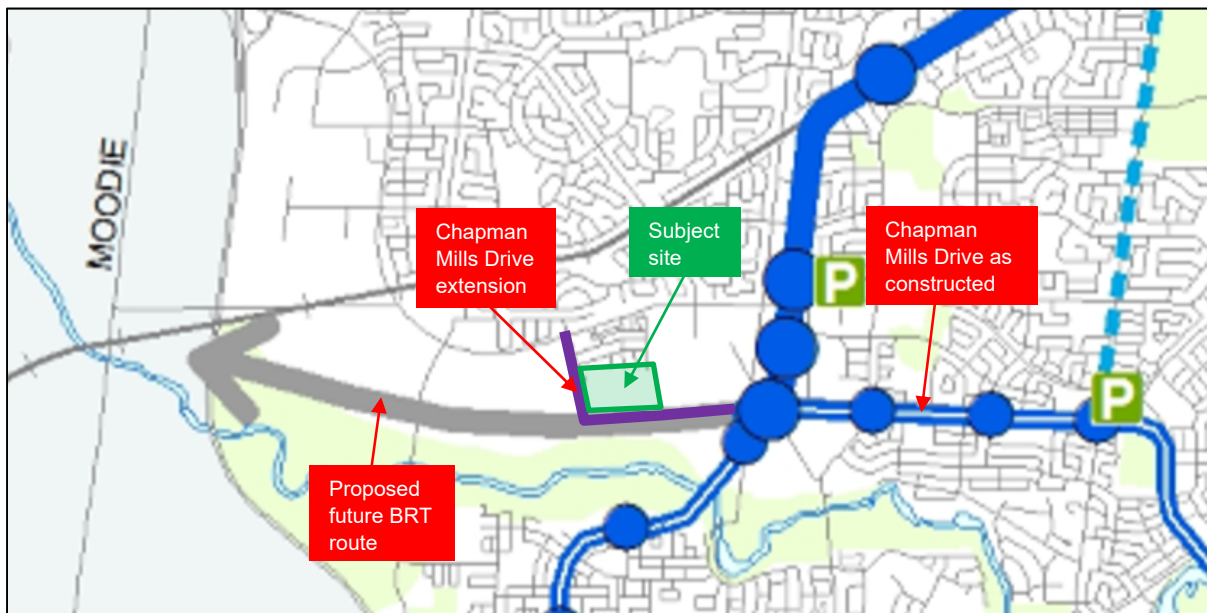 MOODIE
Chapman
Mills Drive
extension
Subject
site
Chapman
Mills Drive as
constructed
P
P
Proposed
future BRT
route